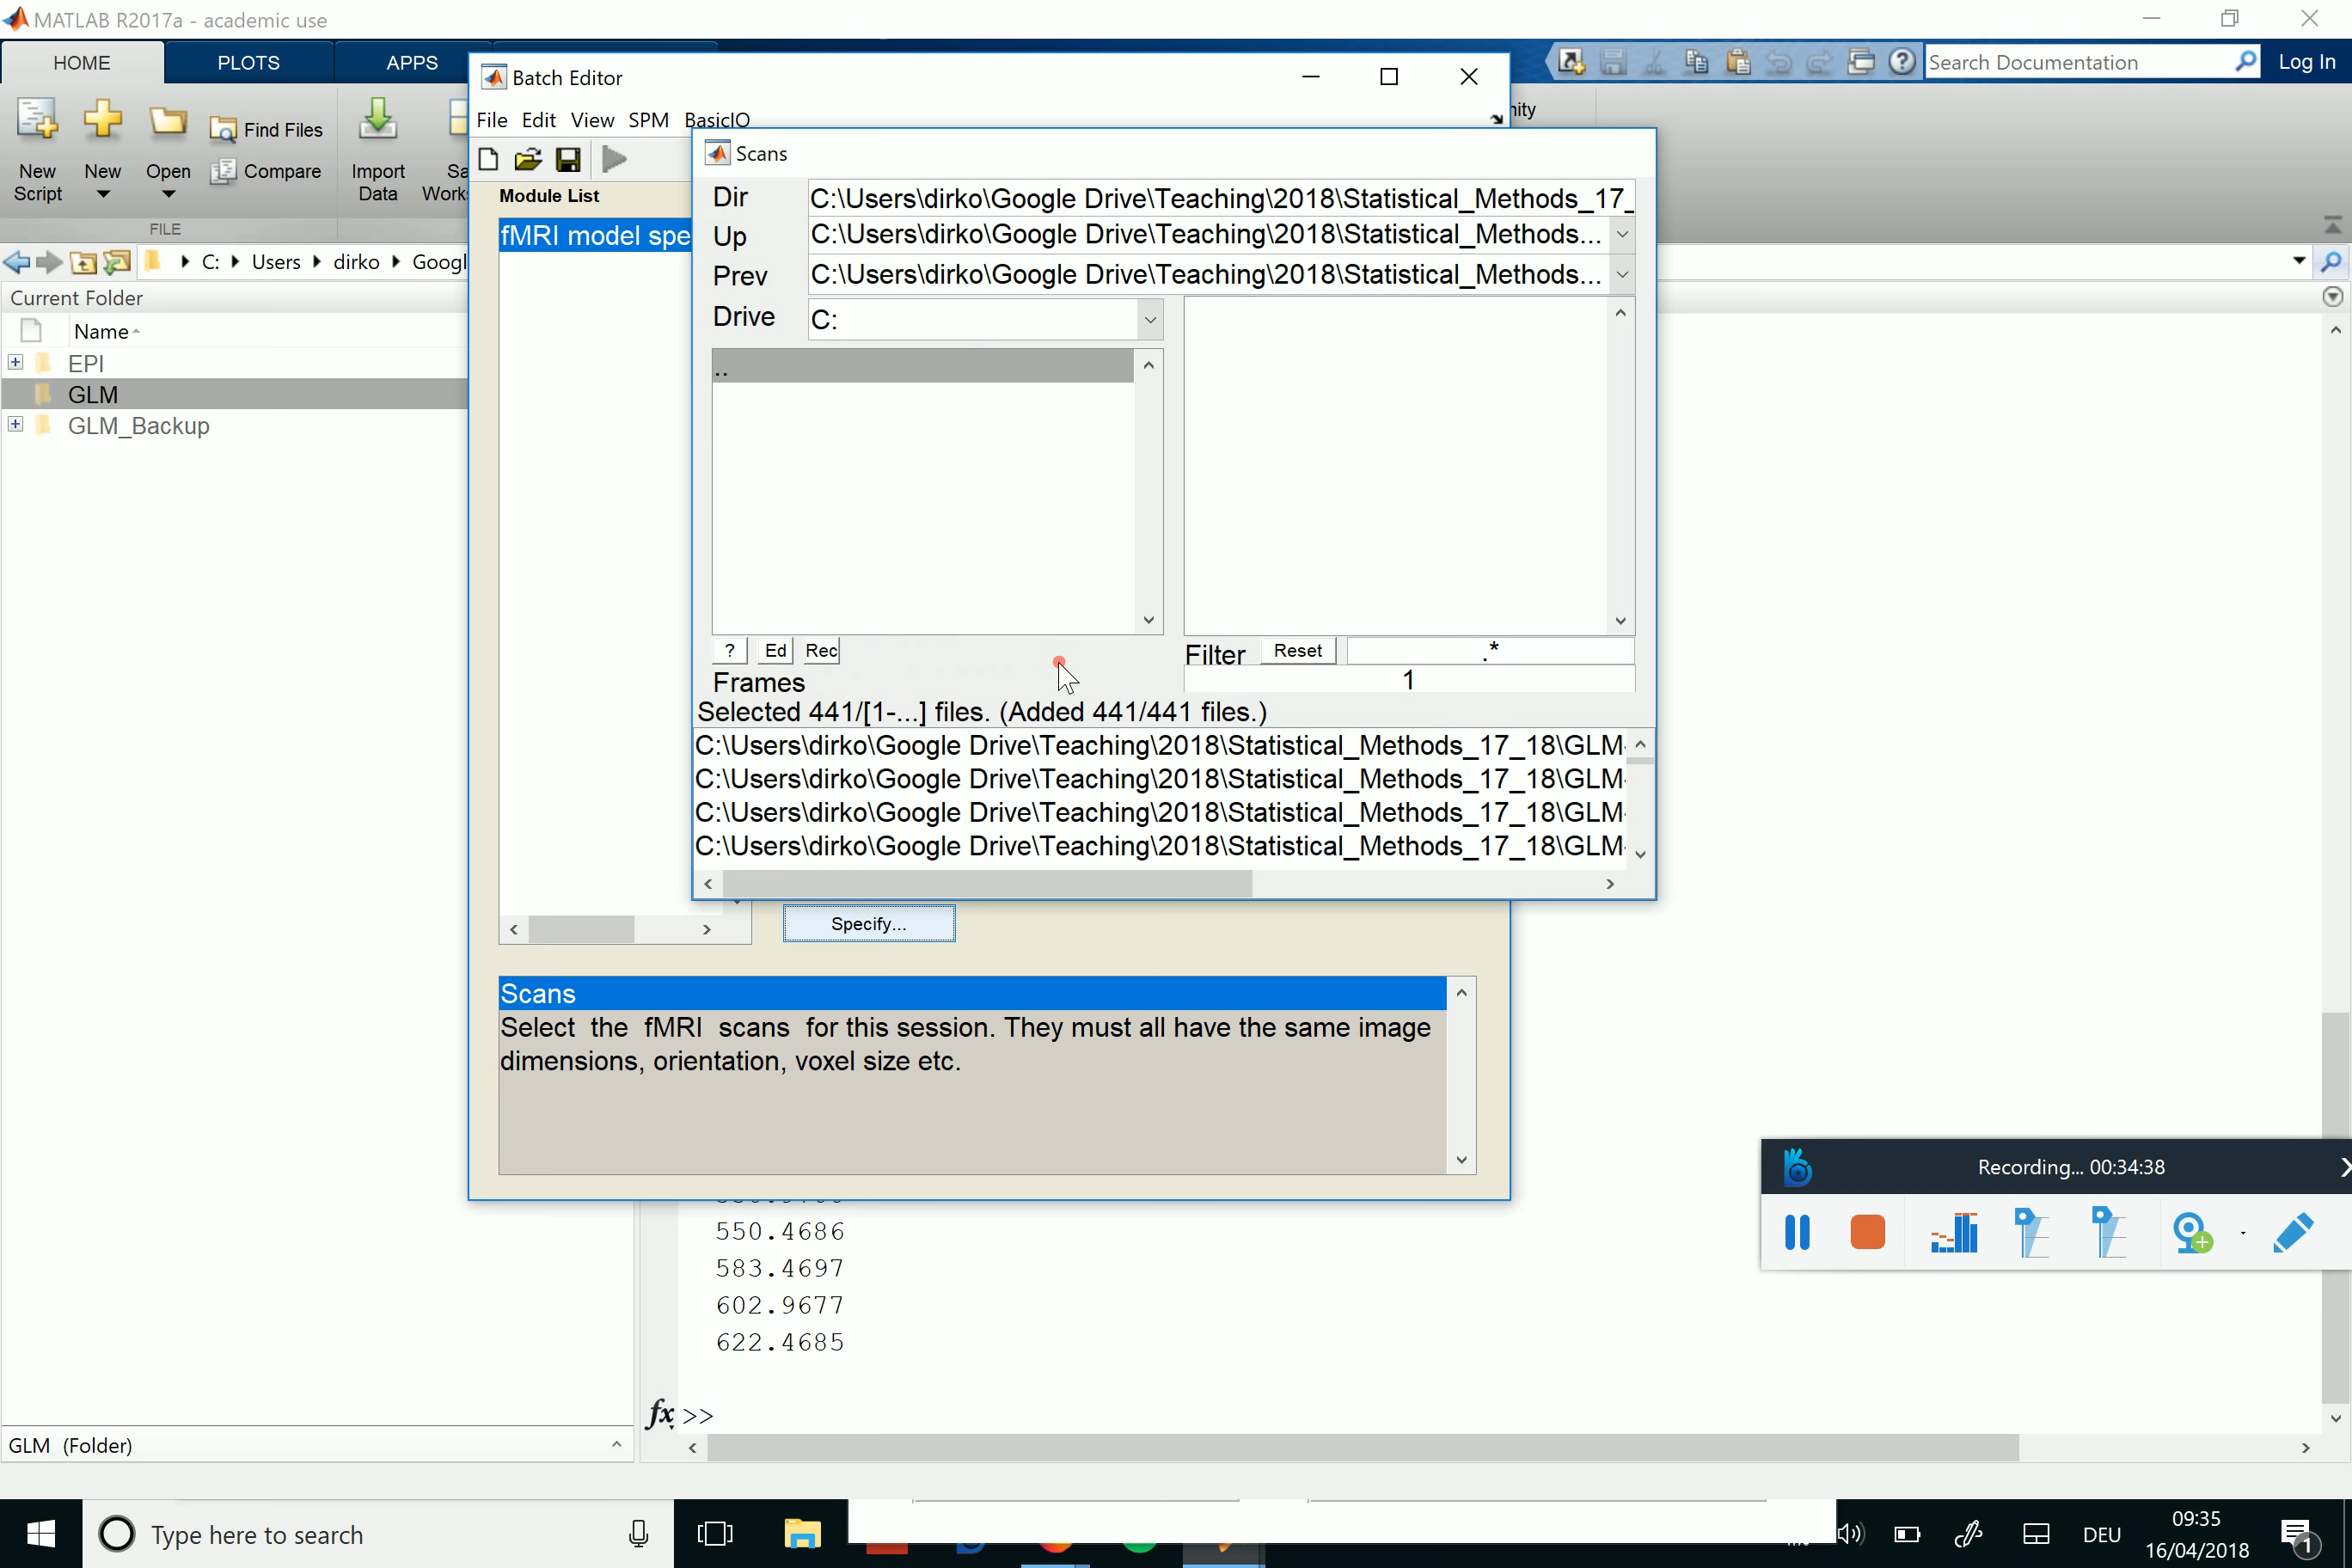 MATLAB R2017a - academic use
HOME
PLOTS
APPS
Search Documentation
Log In
New Script
New
Open
Find Files
Compare
Import Data
FILE
C: Users dirko Googl
Current Folder
Name
EPI
GLM
GLM_Backup
GLM (Folder)
Batch Editor
File Edit View SPM BasicIO
Module List
fMRI model spe
Scans
Dir
C:\Users\dirko\Google Drive\Teaching\2018\Statistical_Methods_17_
Up
C:\Users\dirko\Google Drive\Teaching\2018\Statistical_Methods...
Prev
C:\Users\dirko\Google Drive\Teaching\2018\Statistical_Methods...
Drive
C:
..
? Ed Rec
Filter Reset .*
Frames 1
Selected 441/[1-...] files. (Added 441/441 files.)
C:\Users\dirko\Google Drive\Teaching\2018\Statistical_Methods_17_18\GLM-
C:\Users\dirko\Google Drive\Teaching\2018\Statistical_Methods_17_18\GLM-
C:\Users\dirko\Google Drive\Teaching\2018\Statistical_Methods_17_18\GLM-
C:\Users\dirko\Google Drive\Teaching\2018\Statistical_Methods_17_18\GLM-
Specify...
Scans
Select the fMRI scans for this session. They must all have the same image
dimensions, orientation, voxel size etc.
550.4686
583.4697
602.9677
622.4685
fx >>
Recording... 00:34:38
Type here to search
DEU
09:35
16/04/2018
1